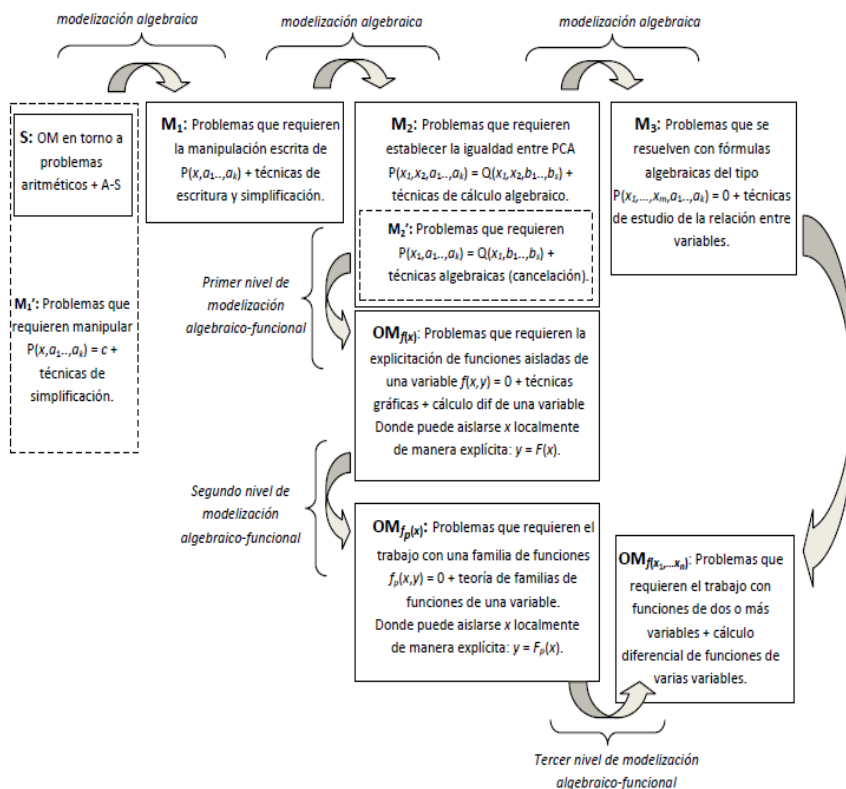 modelización algebraica
modelización algebraica
modelización algebraica
S: OM en torno a
problemas
aritméticos + A-S
M₁': Problemas que
requieren manipular
P(x,a₁..,aₖ) = c +
técnicas de
simplificación.
M₁: Problemas que requieren
la manipulación escrita de
P(x,a₁..,aₖ) + técnicas de
escritura y simplificación.
M₂: Problemas que requieren
establecer la igualdad entre PCA
P(x₁,x₂,a₁..,aₖ) = Q(x₁,x₂,b₁..,bₛ) +
técnicas de cálculo algebraico.
M₂': Problemas que requieren
P(x₁,a₁..,aₖ) = Q(x₁,b₁..,bₛ) +
técnicas algebraicas (cancelación).
M₃: Problemas que se
resuelven con fórmulas
algebraicas del tipo
P(x₁,...,xₘ,a₁..,aₖ) = 0 + técnicas
de estudio de la relación entre
variables.
Primer nivel de
modelización
algebraico-funcional
OM_f(x): Problemas que requieren la
explicitación de funciones aisladas de
una variable f(x,y) = 0 + técnicas
gráficas + cálculo dif de una variable
Donde puede aislarse x localmente
de manera explícita: y = F(x).
Segundo nivel de
modelización
algebraico-funcional
OM_fₚ(x): Problemas que requieren el
trabajo con una familia de funciones
fₚ(x,y) = 0 + teoría de familias de
funciones de una variable.
Donde puede aislarse x localmente
de manera explícita: y = Fₚ(x).
OM_f(x₁,...xₙ): Problemas que
requieren el trabajo con
funciones de dos o más
variables + cálculo
diferencial de funciones de
varias variables.
Tercer nivel de modelización
algebraico-funcional